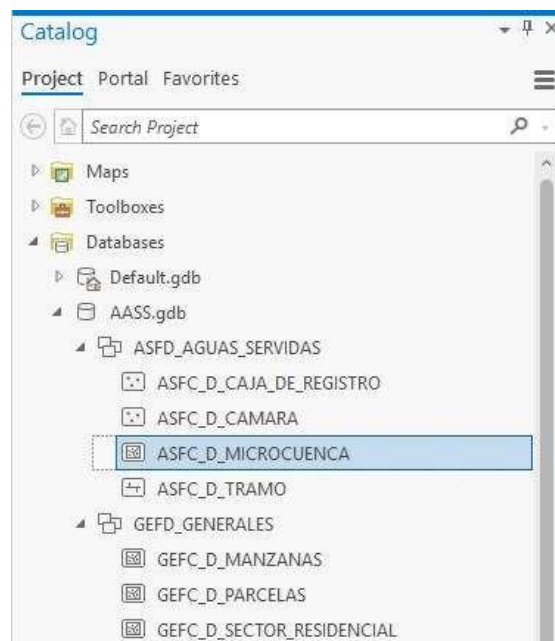 Catalog
Project Portal Favorites
Search Project
Maps
Toolboxes
Databases
Default.gdb
AASS.gdb
ASFD_AGUAS_SERVIDAS
ASFC_D_CAJA_DE_REGISTRO
ASFC_D_CAMARA
ASFC_D_MICROCUENCA
ASFC_D_TRAMO
GEFD_GENERALES
GEFC_D_MANZANAS
GEFC_D_PARCELAS
GEFC_D_SECTOR_RESIDENCIAL